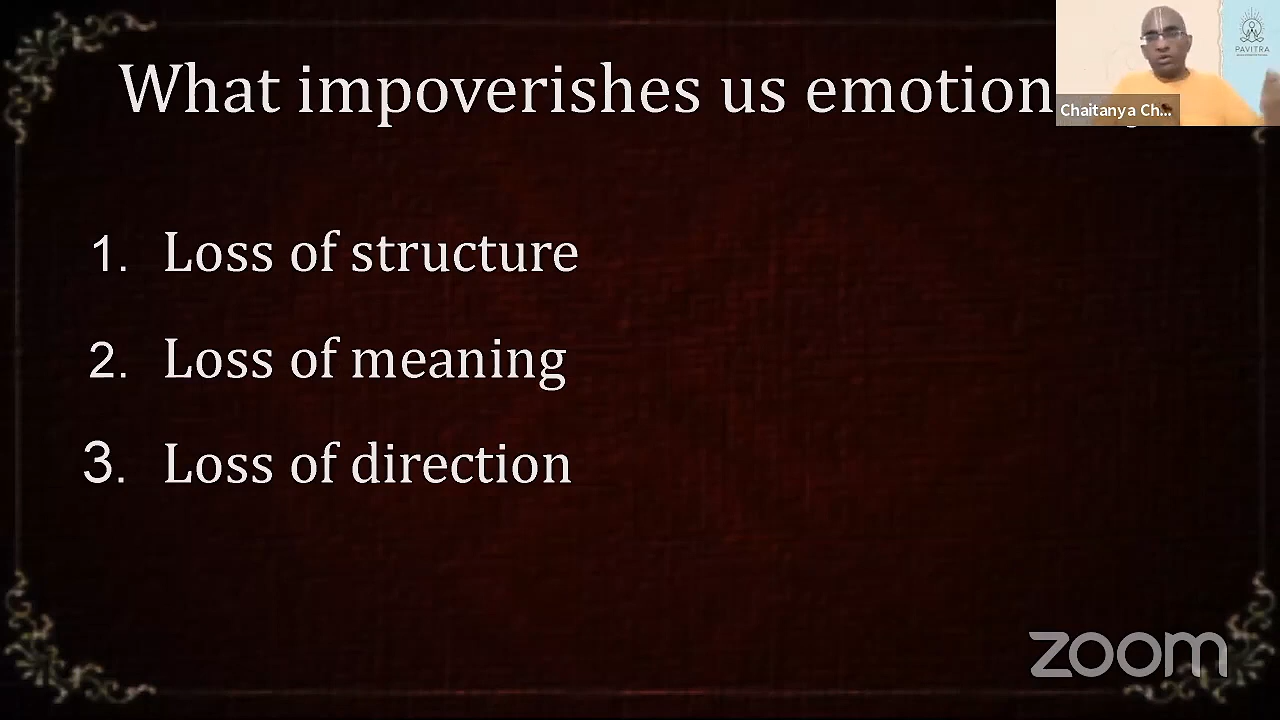 What impoverishes us emotion
Chaitanya Ch...
PAVITRA
1. Loss of structure
2. Loss of meaning
3. Loss of direction
zoom